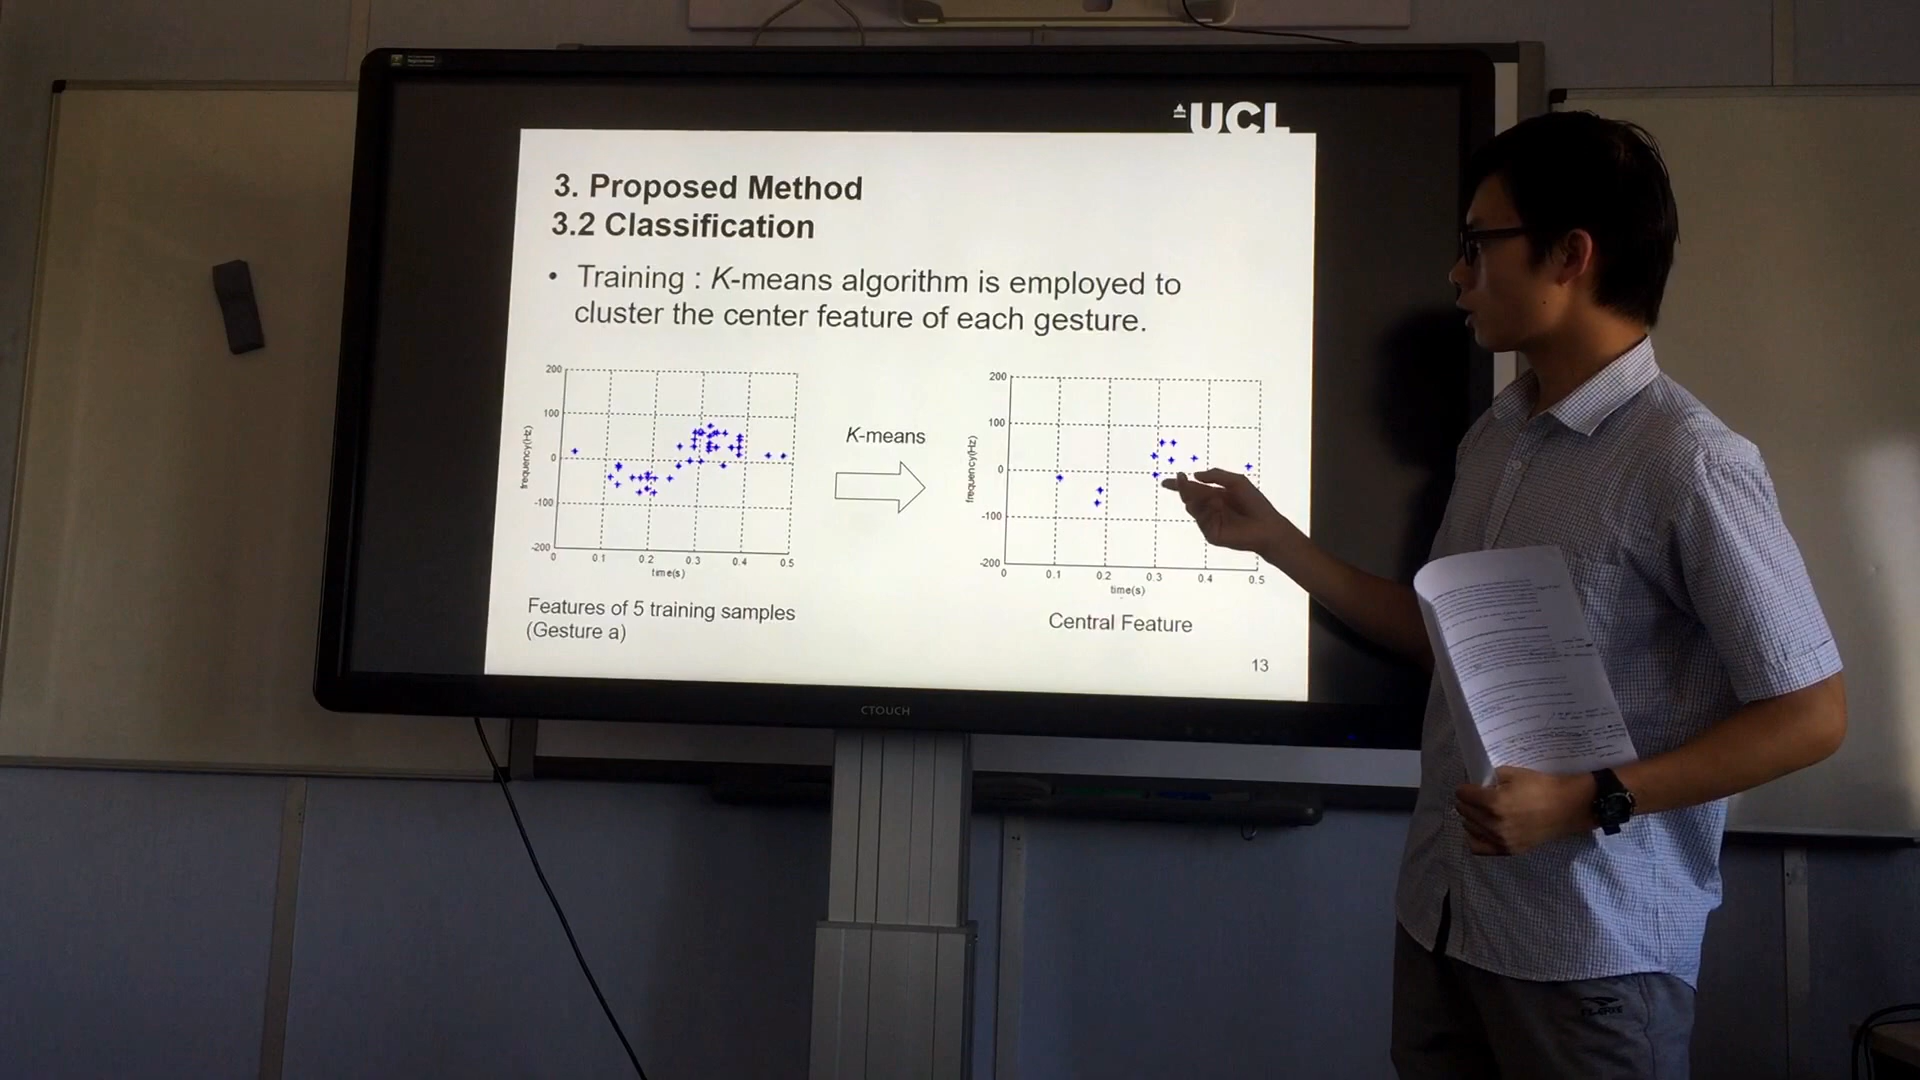 UCL
3. Proposed Method
3.2 Classification
• Training : K-means algorithm is employed to
cluster the center feature of each gesture.
200
100
0
-100
-200
frequency(Hz)
0 0.1 0.2 0.3 0.4 0.5
time(s)
Features of 5 training samples
(Gesture a)
K-means
200
100
0
-100
-200
frequency(Hz)
0 0.1 0.2 0.3 0.4 0.5
time(s)
Central Feature
13
CTOUCH